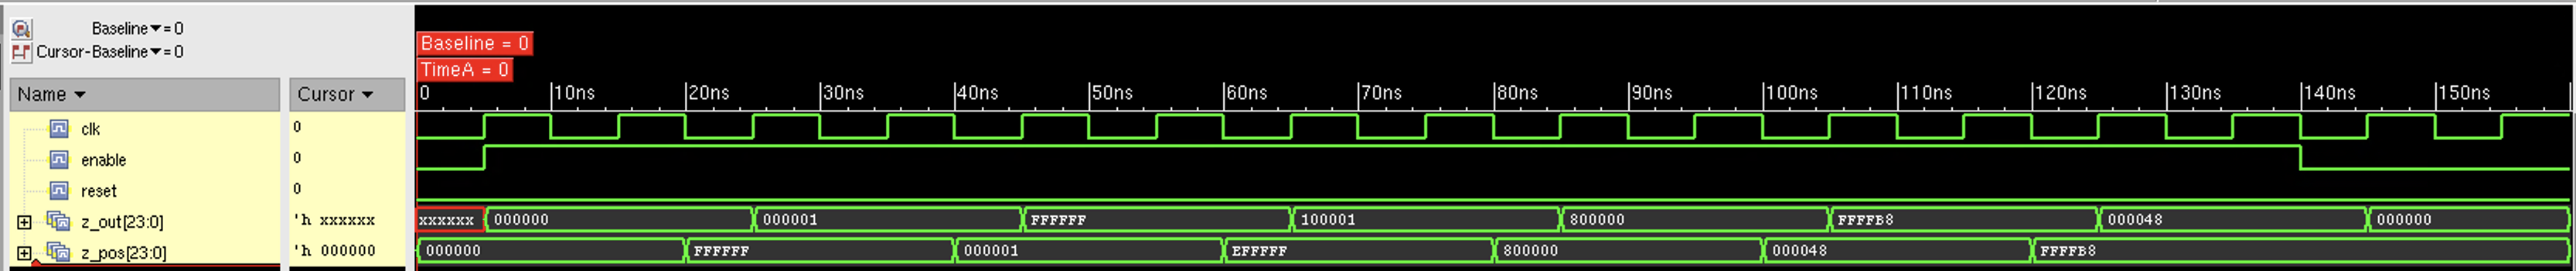 Baseline▼= 0
Cursor-Baseline▼= 0
Baseline = 0
TimeA = 0
Name ▼ Cursor ▼ 0 10ns 20ns 30ns 40ns 50ns 60ns 70ns 80ns 90ns 100ns 110ns 120ns 130ns 140ns 150ns
clk 0
enable 0
reset 0
z_out[23:0] 'h xxxxxx xxxxxx 000000 000001 FFFFFF 100001 800000 FFFFB8 000048 000000
z_pos[23:0] 'h 000000 000000 FFFFFF 000001 EFFFFF 800000 000048 FFFFB8